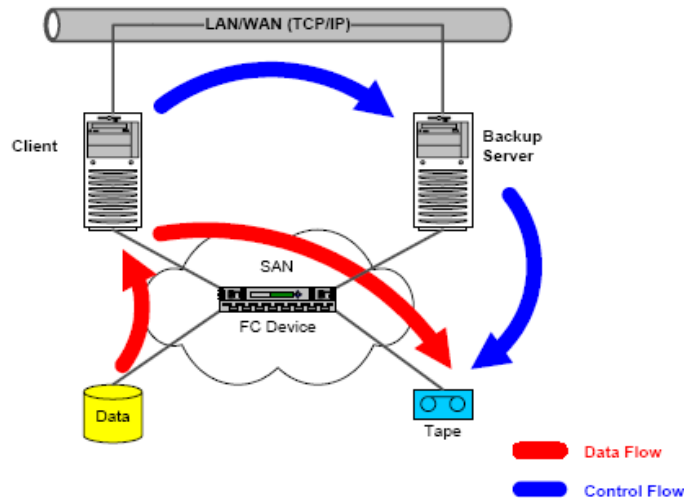 LAN/WAN (TCP/IP)
Client
Backup
Server
SAN
FC Device
Data
Tape
Data Flow
Control Flow